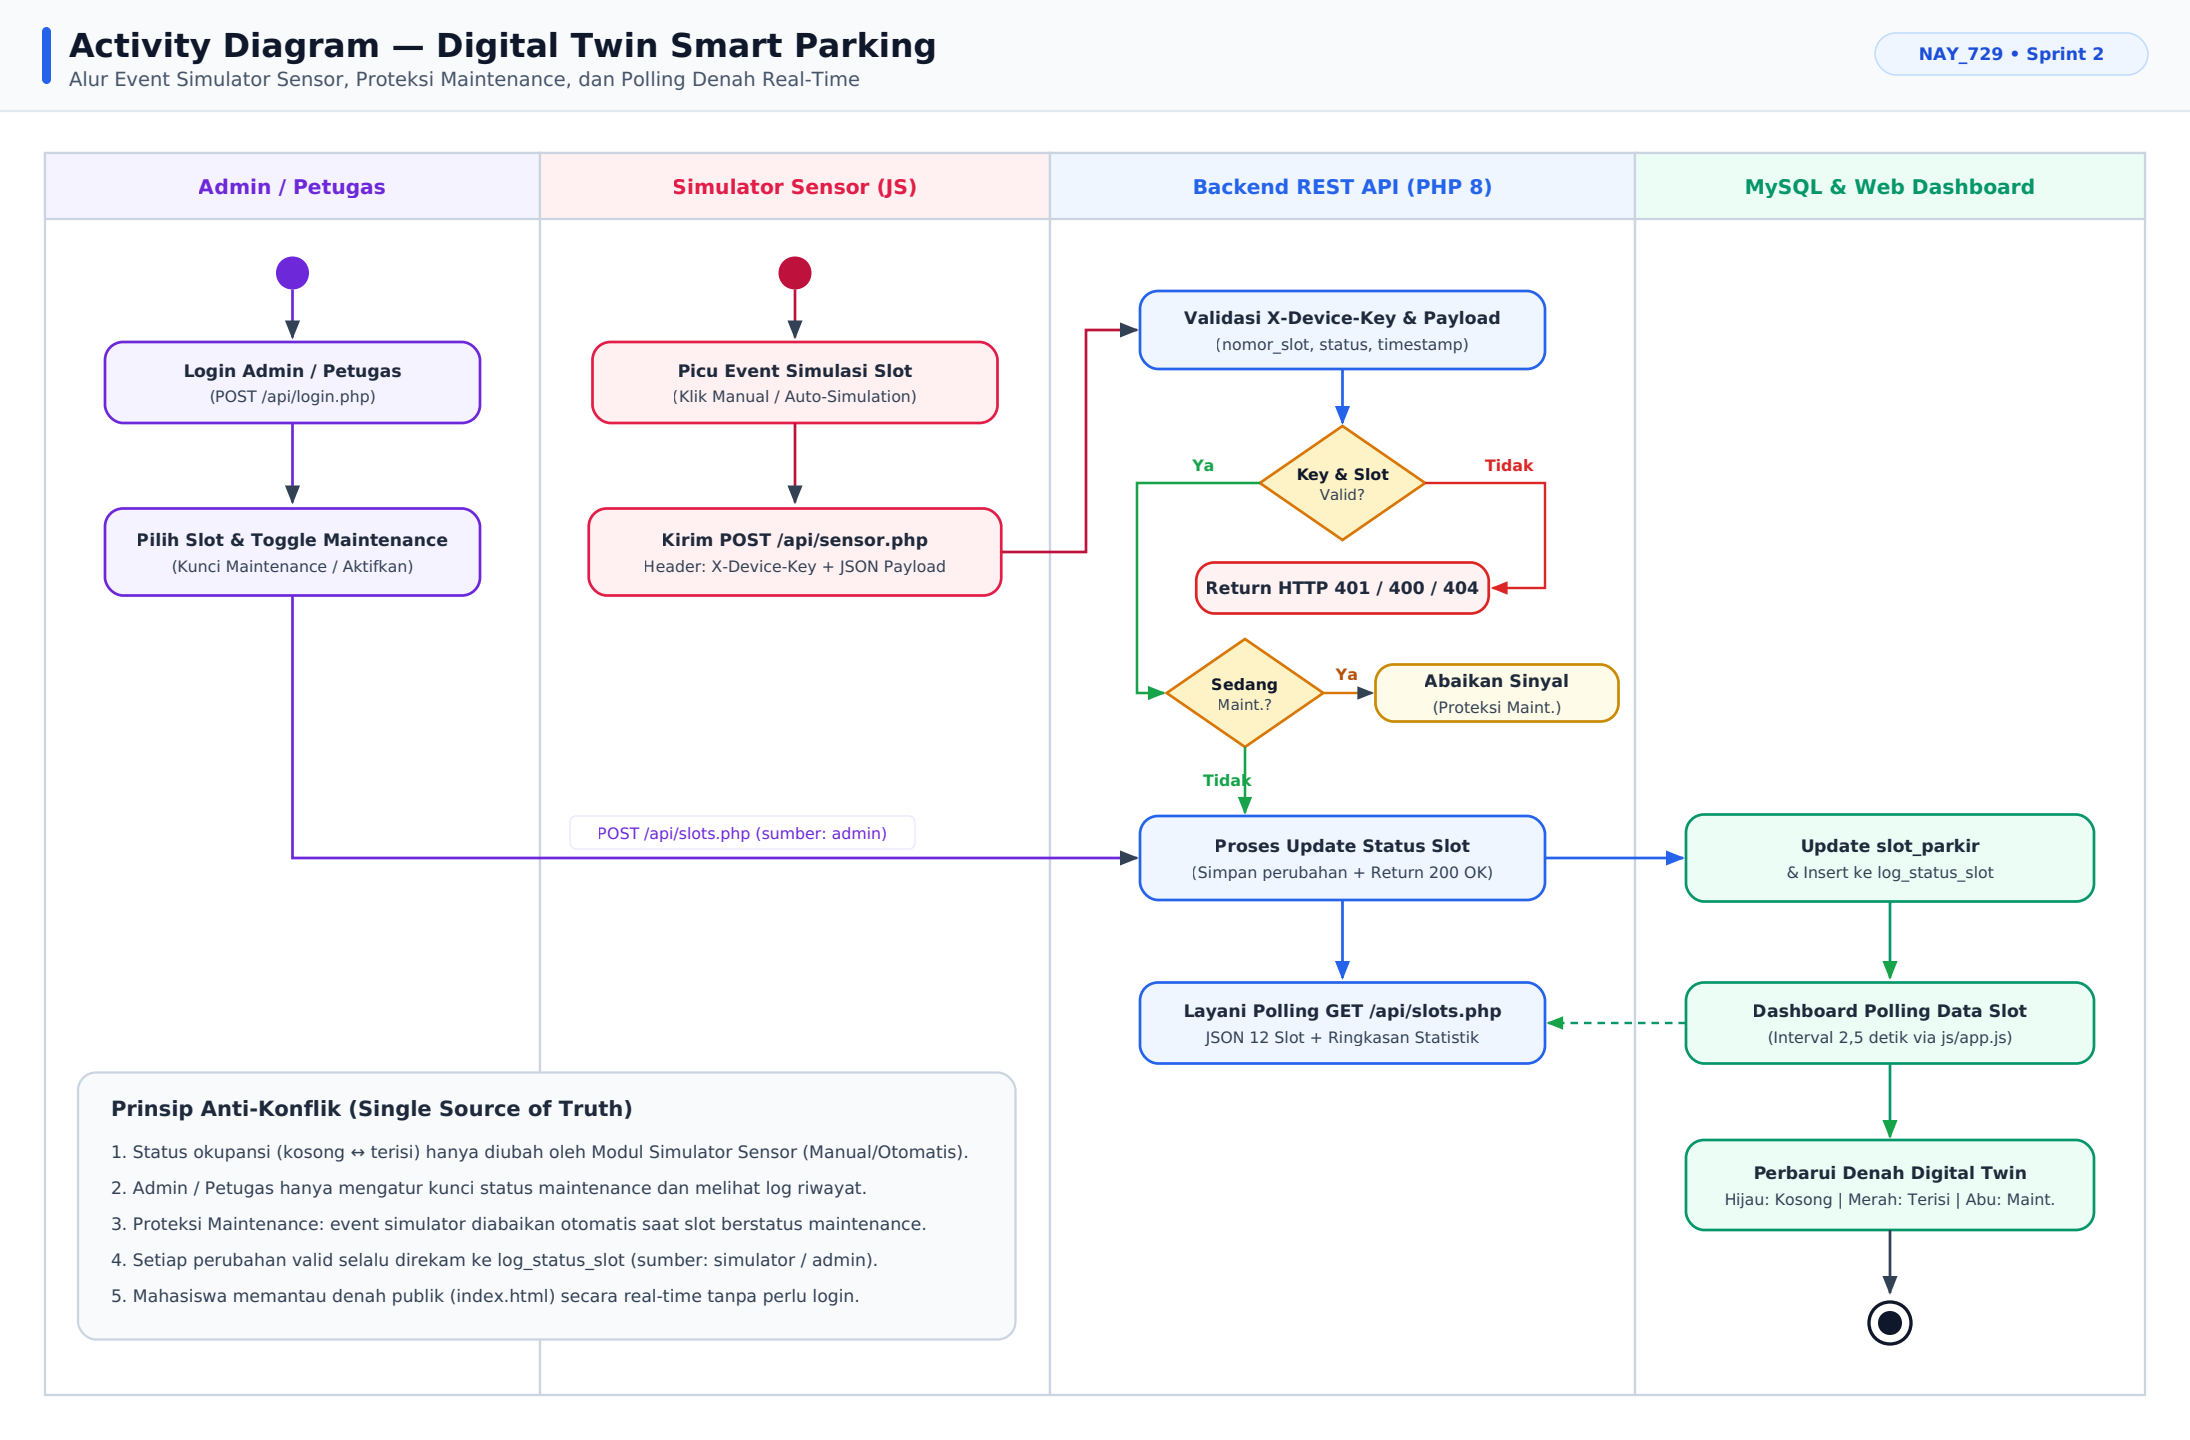 Activity Diagram — Digital Twin Smart Parking
Alur Event Simulator Sensor, Proteksi Maintenance, dan Polling Denah Real-Time
NAY_729 • Sprint 2
Admin / Petugas
Simulator Sensor (JS)
Backend REST API (PHP 8)
MySQL & Web Dashboard
Login Admin / Petugas
(POST /api/login.php)
Pilih Slot & Toggle Maintenance
(Kunci Maintenance / Aktifkan)
Picu Event Simulasi Slot
(Klik Manual / Auto-Simulation)
Kirim POST /api/sensor.php
Header: X-Device-Key + JSON Payload
Validasi X-Device-Key & Payload
(nomor_slot, status, timestamp)
Ya
Key & Slot
Valid?
Tidak
Return HTTP 401 / 400 / 404
Sedang
Maint.?
Ya
Abaikan Sinyal
(Proteksi Maint.)
Tidak
POST /api/slots.php (sumber: admin)
Proses Update Status Slot
(Simpan perubahan + Return 200 OK)
Update slot_parkir
& Insert ke log_status_slot
Layani Polling GET /api/slots.php
JSON 12 Slot + Ringkasan Statistik
Dashboard Polling Data Slot
(Interval 2,5 detik via js/app.js)
Perbarui Denah Digital Twin
Hijau: Kosong | Merah: Terisi | Abu: Maint.
Prinsip Anti-Konflik (Single Source of Truth)
1. Status okupansi (kosong ↔ terisi) hanya diubah oleh Modul Simulator Sensor (Manual/Otomatis).
2. Admin / Petugas hanya mengatur kunci status maintenance dan melihat log riwayat.
3. Proteksi Maintenance: event simulator diabaikan otomatis saat slot berstatus maintenance.
4. Setiap perubahan valid selalu direkam ke log_status_slot (sumber: simulator / admin).
5. Mahasiswa memantau denah publik (index.html) secara real-time tanpa perlu login.